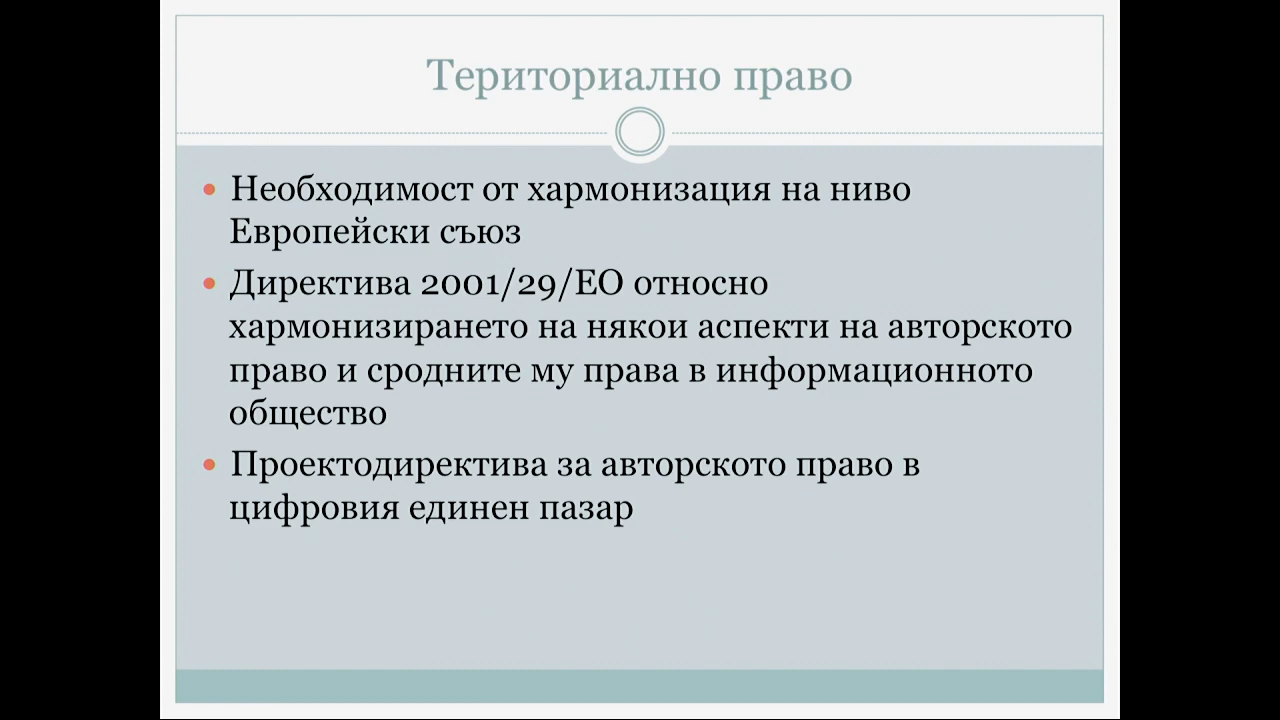 Териториално право
• Необходимост от хармонизация на ниво
Европейски съюз
• Директива 2001/29/ЕО относно
хармонизирането на някои аспекти на авторското
право и сродните му права в информационното
общество
• Проектодиректива за авторското право в
цифровия единен пазар